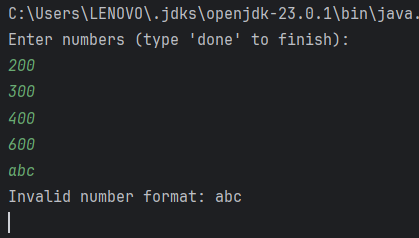 C:\Users\LENOVO\.jdks\openjdk-23.0.1\bin\java.
Enter numbers (type 'done' to finish):
200
300
400
600
abc
Invalid number format: abc